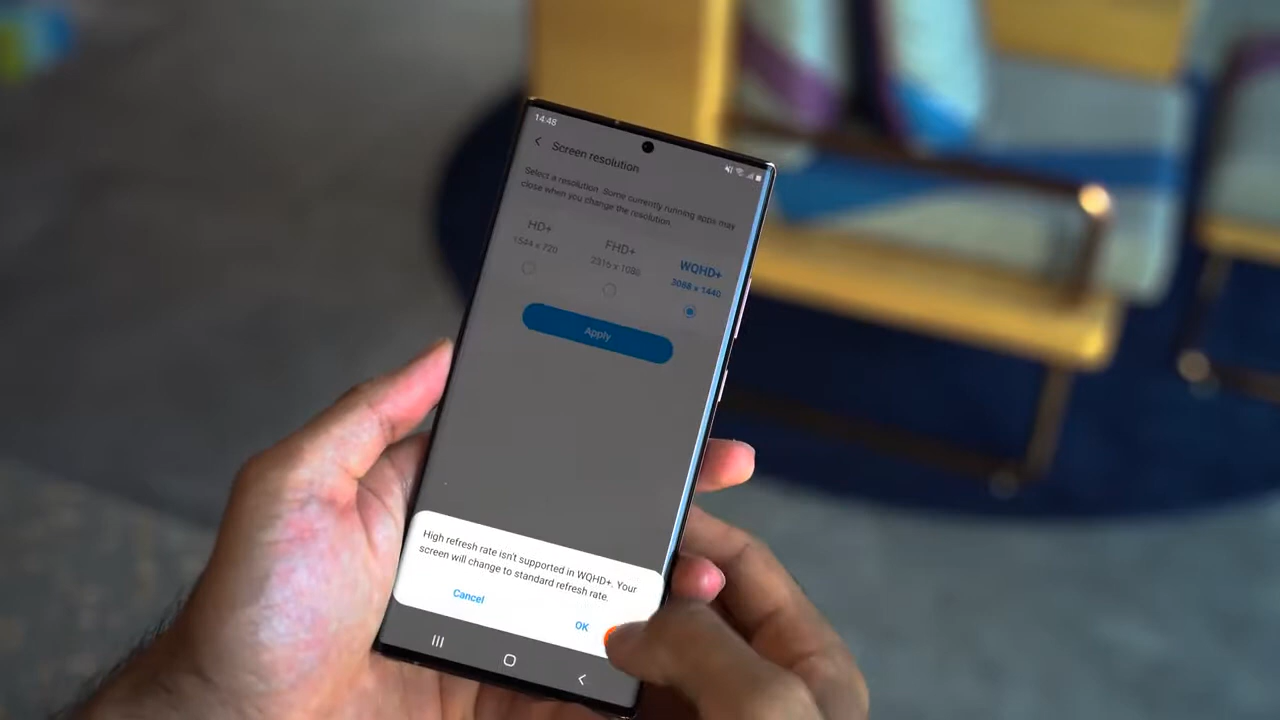 14:48
Screen resolution
Select a resolution. Some currently running apps may
close when you change the resolution.
HD+
1544 x 720
FHD+
2316 x 1080
WQHD+
3088 x 1440
Apply
High refresh rate isn't supported in WQHD+. Your
screen will change to standard refresh rate.
Cancel
OK